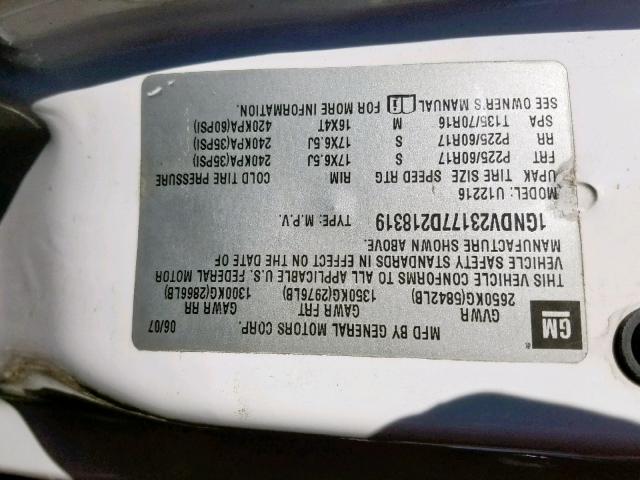 GM
MFD BY GENERAL MOTORS CORP. 06/07
GVWR GAWR FRT GAWR RR
2650KG(5842LB) 1350KG(2976LB) 1300KG(2866LB)
THIS VEHICLE CONFORMS TO ALL APPLICABLE U.S. FEDERAL MOTOR
VEHICLE SAFETY STANDARDS IN EFFECT ON THE DATE OF
MANUFACTURE SHOWN ABOVE.
1GNDV23177D218319 TYPE: M.P.V.
MODEL: U12216
UPAK TIRE SIZE SPEED RTG RIM COLD TIRE PRESSURE
FRT P225/60R17 S 17X6.5J 240KPA(35PSI)
RR P225/60R17 S 17X6.5J 240KPA(35PSI)
SPA T135/70R16 M 16X4T 420KPA(60PSI)
SEE OWNER'S MANUAL FOR MORE INFORMATION.